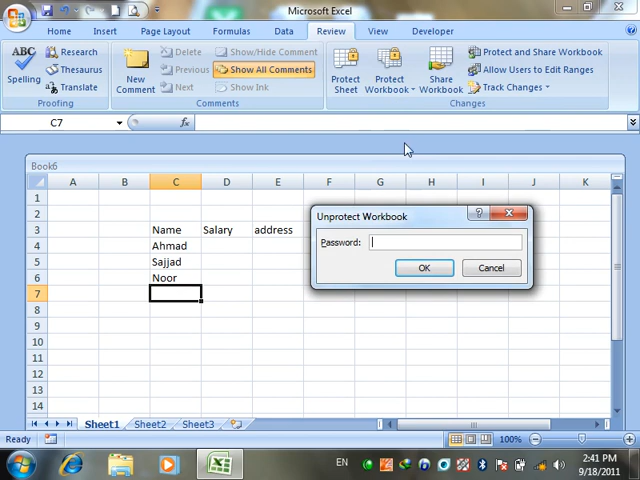 Microsoft Excel
Home Insert Page Layout Formulas Data Review View Developer
ABC Spelling
Research
Thesaurus
Translate
Proofing
New Comment
Delete
Previous
Next
Show/Hide Comment
Show All Comments
Show Ink
Comments
Protect Sheet
Protect Workbook
Share Workbook
Protect and Share Workbook
Allow Users to Edit Ranges
Track Changes
Changes
C7 fx
Book6
A B C D E F G H I J K
1
2
3 Name Salary address
4 Ahmad
5 Sajjad
6 Noor
7
8
9
10
11
12
13
14
Unprotect Workbook
Password:
OK Cancel
Sheet1 Sheet2 Sheet3
Ready 100%
EN 2:41 PM
9/18/2011